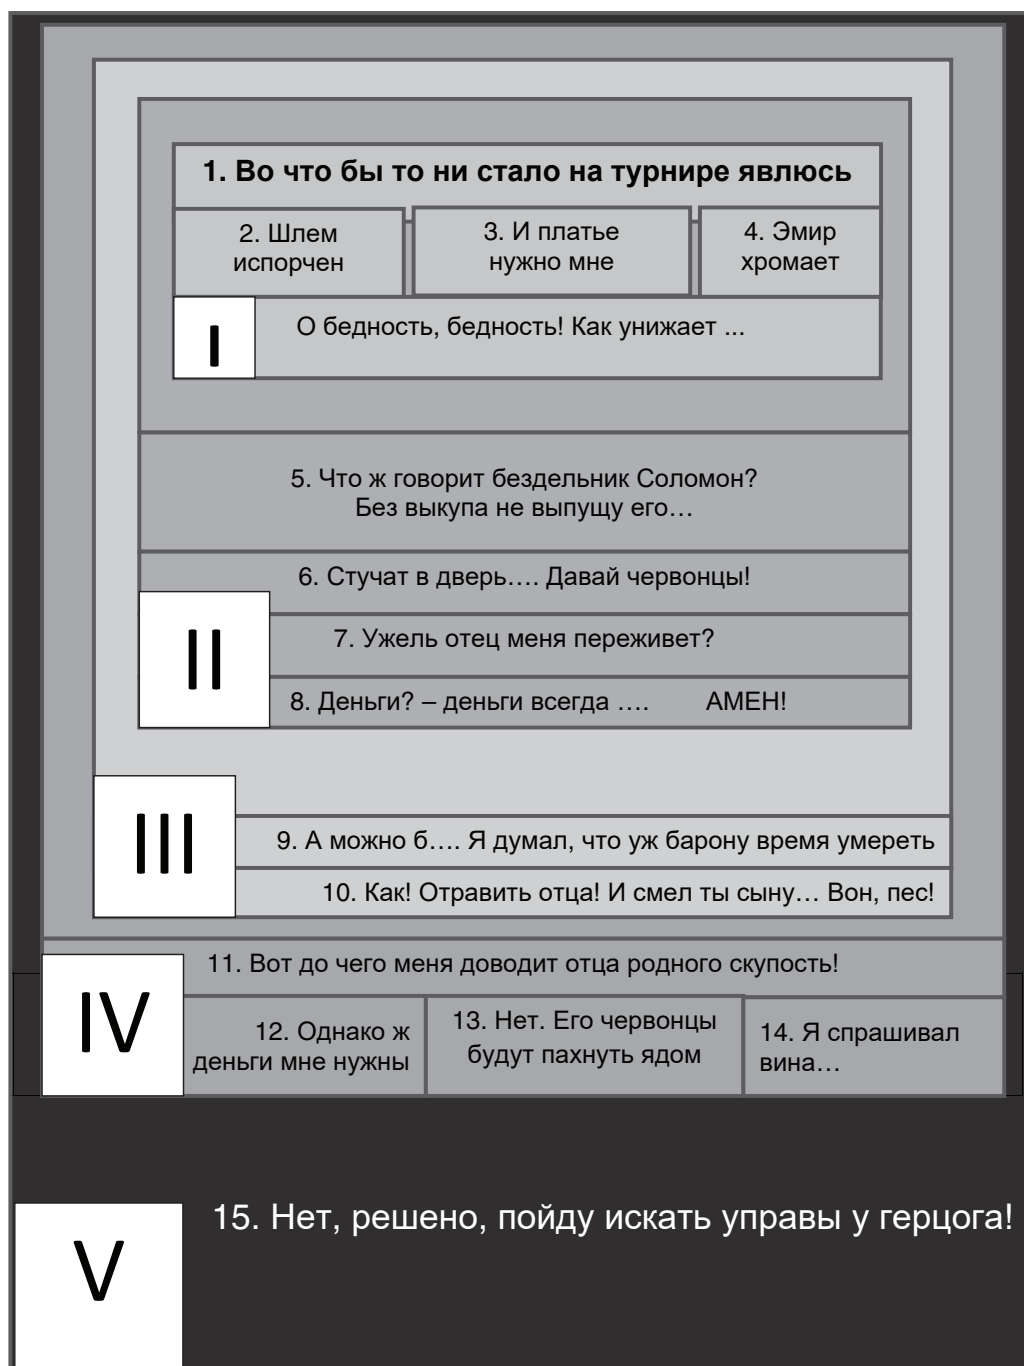 1. Во что бы то ни стало на турнире явлюсь
2. Шлем
испорчен
3. И платье
нужно мне
4. Эмир
хромает
I
О бедность, бедность! Как унижает ...
5. Что ж говорит бездельник Соломон?
Без выкупа не выпущу его…
6. Стучат в дверь…. Давай червонцы!
II
7. Ужель отец меня переживет?
8. Деньги? – деньги всегда …. АМЕН!
III
9. А можно б…. Я думал, что уж барону время умереть
10. Как! Отравить отца! И смел ты сыну… Вон, пес!
11. Вот до чего меня доводит отца родного скупость!
IV
12. Однако ж
деньги мне нужны
13. Нет. Его червонцы
будут пахнуть ядом
14. Я спрашивал
вина…
15. Нет, решено, пойду искать управы у герцога!
V